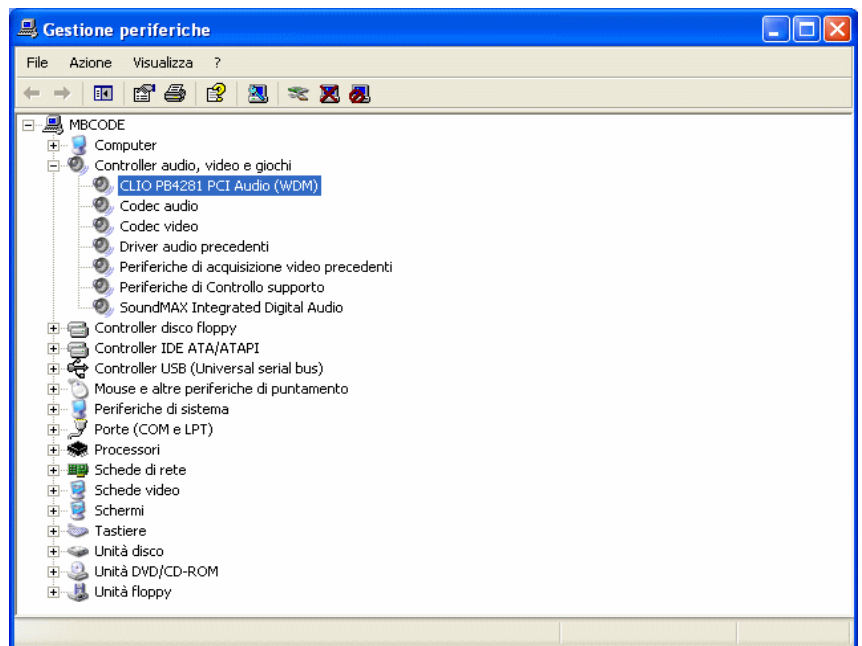 Gestione periferiche
File Azione Visualizza ?
MBCODE
Computer
Controller audio, video e giochi
CLIO PB4281 PCI Audio (WDM)
Codec audio
Codec video
Driver audio precedenti
Periferiche di acquisizione video precedenti
Periferiche di Controllo supporto
SoundMAX Integrated Digital Audio
Controller disco floppy
Controller IDE ATA/ATAPI
Controller USB (Universal serial bus)
Mouse e altre periferiche di puntamento
Periferiche di sistema
Porte (COM e LPT)
Processori
Schede di rete
Schede video
Schermi
Tastiere
Unità disco
Unità DVD/CD-ROM
Unità floppy